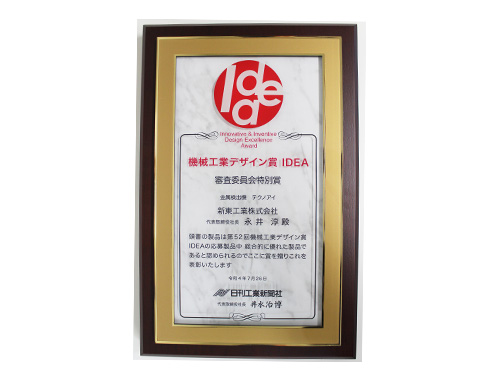 Idea
Innovative & Inventive
Design Excellence
Award
機械工業デザイン賞 IDEA
審査委員会特別賞
金属検出機 テクノアイ
新東工業株式会社
代表取締役社長 永井 淳 殿
頭書の製品は第52回機械工業デザイン賞
IDEAの応募製品中 総合的に優れた製品で
あると認められるのでここに賞を贈りこれを
表彰いたします
令和4年7月26日
日刊工業新聞社
代表取締役社長 井水治博